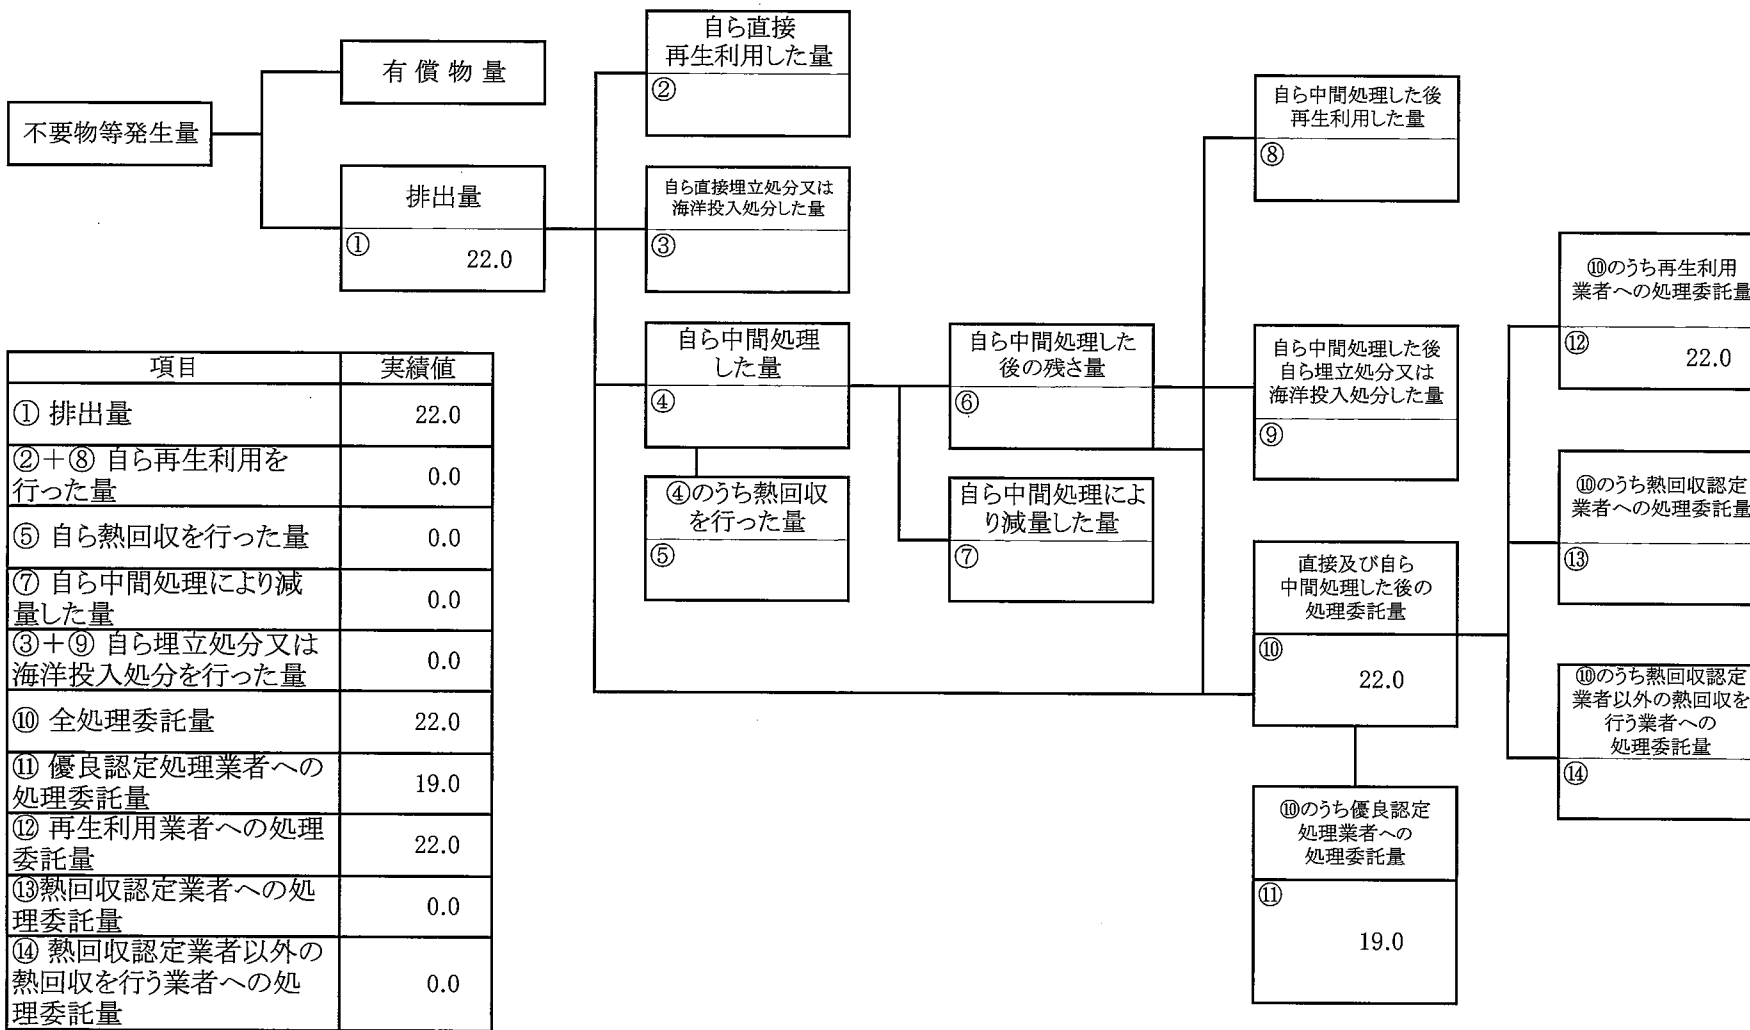 不要物等発生量
有償物量
排出量
①
22.0
自ら直接
再生利用した量
②
自ら直接埋立処分又は
海洋投入処分した量
③
自ら中間処理
した量
④
④のうち熱回収
を行った量
⑤
自ら中間処理した
後の残さ量
⑥
自ら中間処理によ
り減量した量
⑦
自ら中間処理した後
再生利用した量
⑧
自ら中間処理した後
自ら埋立処分又は
海洋投入処分した量
⑨
直接及び自ら
中間処理した後の
処理委託量
⑩
22.0
⑩のうち優良認定
処理業者への
処理委託量
⑪
19.0
⑩のうち再生利用
業者への処理委託量
⑫
22.0
⑩のうち熱回収認定
業者への処理委託量
⑬
⑩のうち熱回収認定
業者以外の熱回収を
行う業者への
処理委託量
⑭
項目 実績値
① 排出量 22.0
②+⑧ 自ら再生利用を
行った量 0.0
⑤ 自ら熱回収を行った量 0.0
⑦ 自ら中間処理により減
量した量 0.0
③+⑨ 自ら埋立処分又は
海洋投入処分を行った量 0.0
⑩ 全処理委託量 22.0
⑪ 優良認定処理業者への
処理委託量 19.0
⑫ 再生利用業者への処理
委託量 22.0
⑬熱回収認定業者への処
理委託量 0.0
⑭ 熱回収認定業者以外の
熱回収を行う業者への処
理委託量 0.0